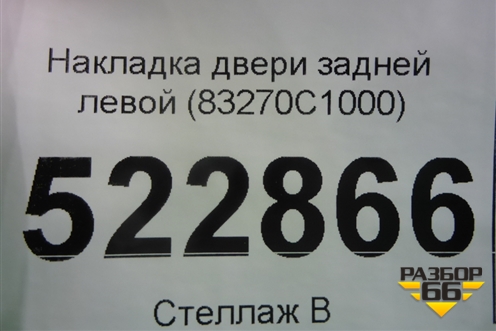 Накладка двери задней
левой (83270C1000)
522866
Стеллаж В
РАЗБОР
66